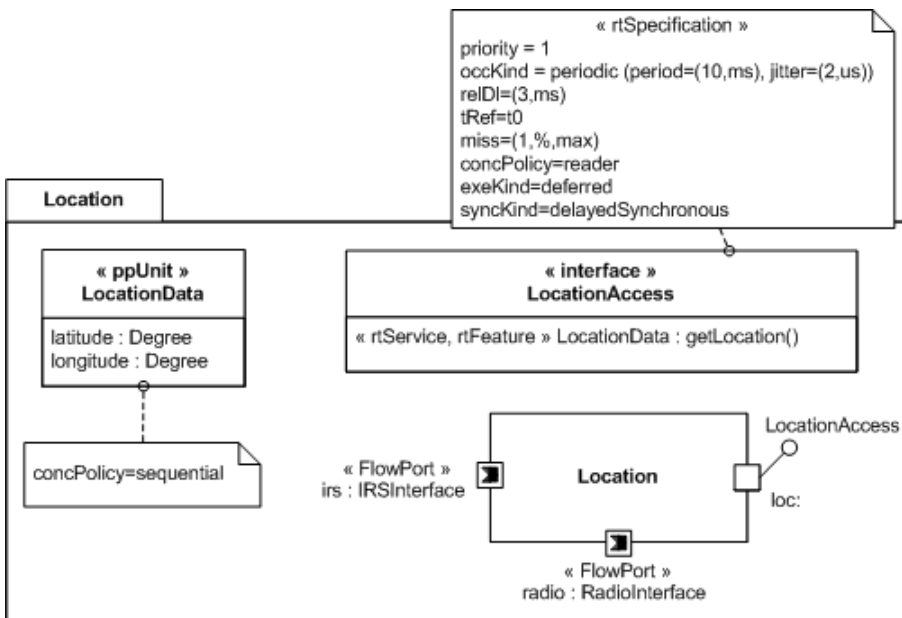 « rtSpecification »
priority = 1
occKind = periodic (period=(10,ms), jitter=(2,us))
relDl=(3,ms)
tRef=t0
miss=(1,%,max)
concPolicy=reader
exeKind=deferred
syncKind=delayedSynchronous
Location
« ppUnit »
LocationData
latitude : Degree
longitude : Degree
concPolicy=sequential
« interface »
LocationAccess
« rtService, rtFeature » LocationData : getLocation()
« FlowPort »
irs : IRSInterface
Location
LocationAccess
loc:
« FlowPort »
radio : RadioInterface